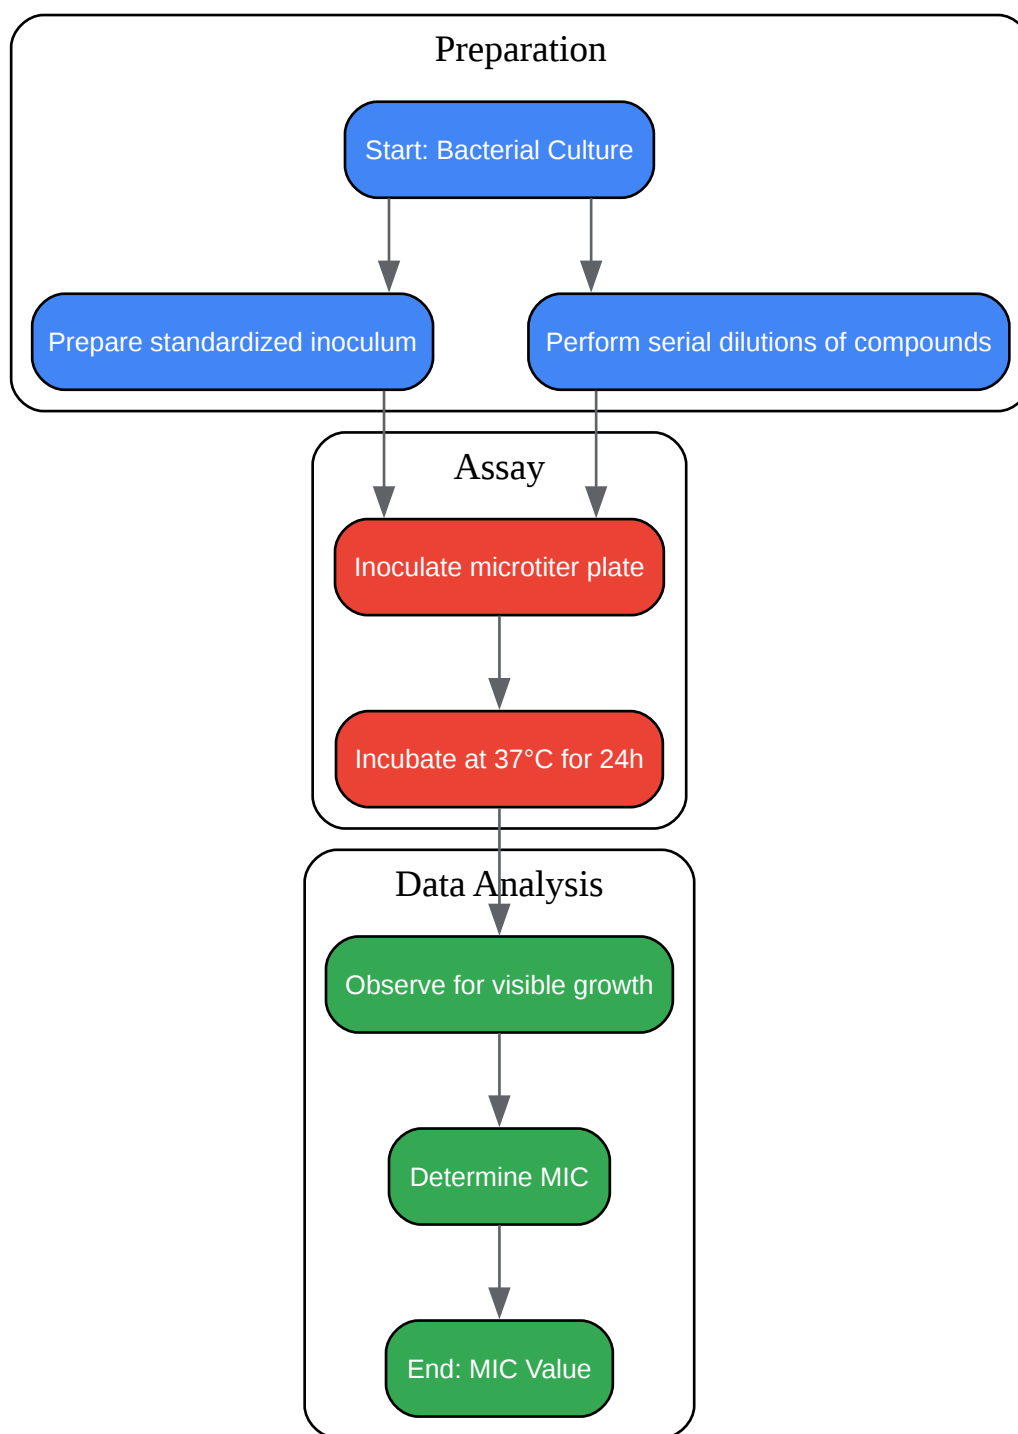 Preparation
Start: Bacterial Culture
Prepare standardized inoculum
Perform serial dilutions of compounds
Assay
Inoculate microtiter plate
Incubate at 37°C for 24h
Data Analysis
Observe for visible growth
Determine MIC
End: MIC Value